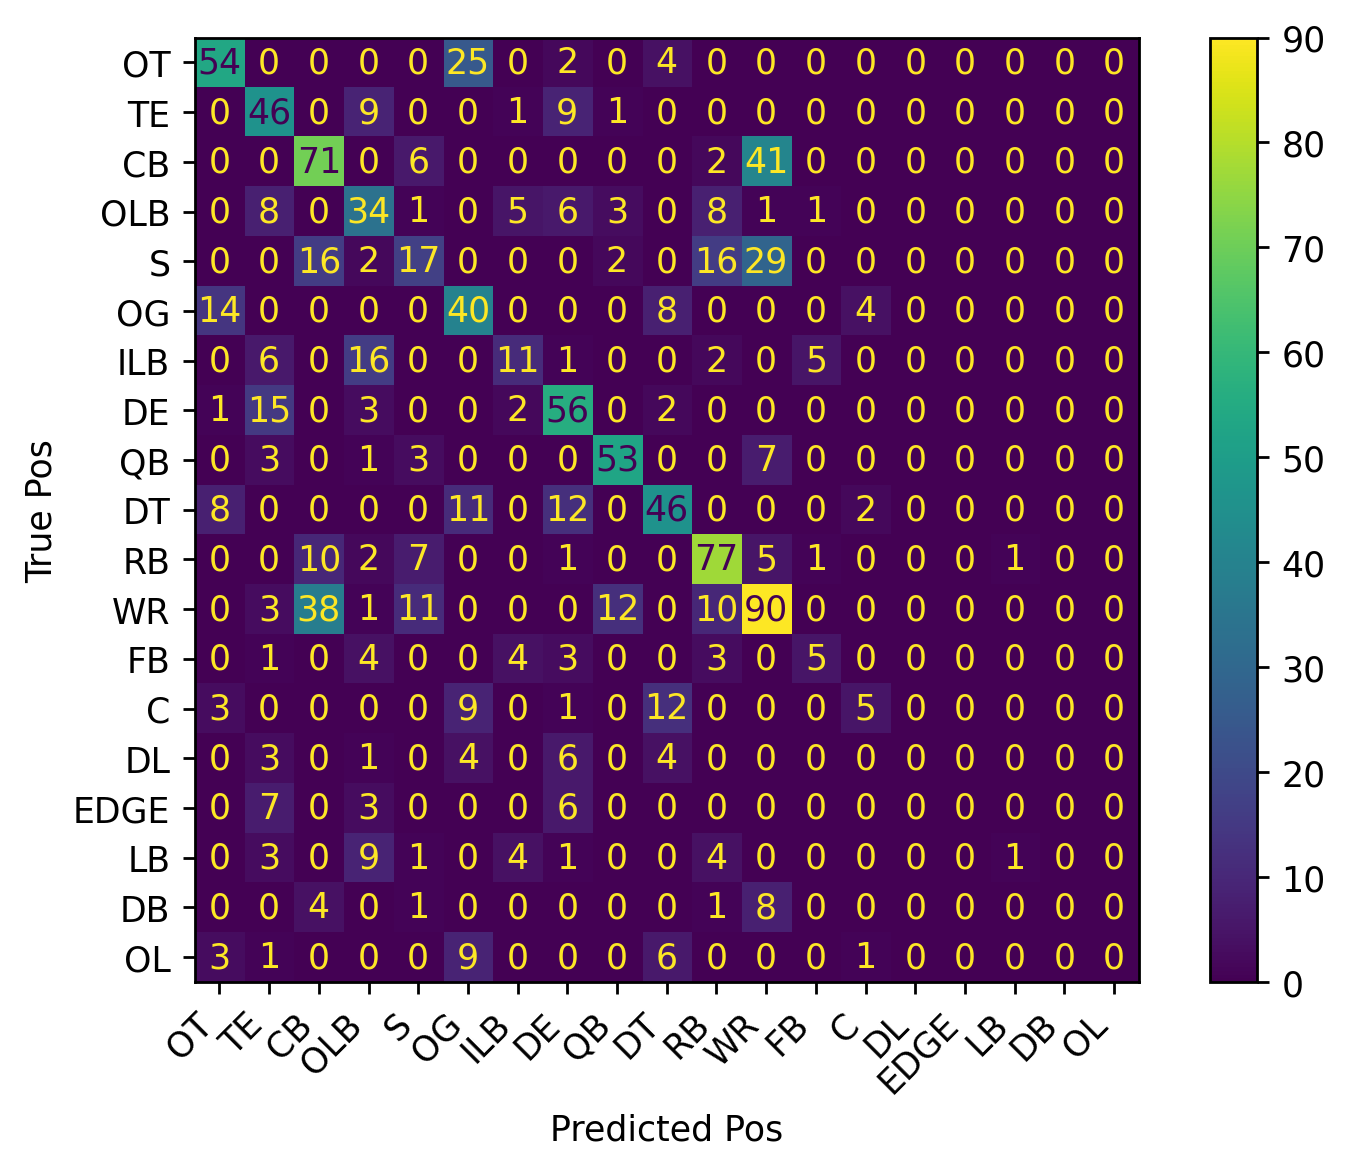 OT 54 0 0 0 0 25 0 2 0 4 0 0 0 0 0 0 0 0 0
TE 0 46 0 9 0 0 1 9 1 0 0 0 0 0 0 0 0 0 0
CB 0 0 71 0 6 0 0 0 0 0 2 41 0 0 0 0 0 0 0
OLB 0 8 0 34 1 0 5 6 3 0 8 1 1 0 0 0 0 0 0
S 0 0 16 2 17 0 0 0 2 0 16 29 0 0 0 0 0 0 0
OG 14 0 0 0 0 40 0 0 0 8 0 0 0 4 0 0 0 0 0
ILB 0 6 0 16 0 0 11 1 0 0 2 0 5 0 0 0 0 0 0
DE 1 15 0 3 0 0 2 56 0 2 0 0 0 0 0 0 0 0 0
QB 0 3 0 1 3 0 0 0 53 0 0 7 0 0 0 0 0 0 0
DT 8 0 0 0 0 11 0 12 0 46 0 0 0 2 0 0 0 0 0
RB 0 0 10 2 7 0 0 1 0 0 77 5 1 0 0 0 1 0 0
WR 0 3 38 1 11 0 0 0 12 0 10 90 0 0 0 0 0 0 0
FB 0 1 0 4 0 0 4 3 0 0 3 0 5 0 0 0 0 0 0
C 3 0 0 0 0 9 0 1 0 12 0 0 0 5 0 0 0 0 0
DL 0 3 0 1 0 4 0 6 0 4 0 0 0 0 0 0 0 0 0
EDGE 0 7 0 3 0 0 0 6 0 0 0 0 0 0 0 0 0 0 0
LB 0 3 0 9 1 0 4 1 0 0 4 0 0 0 0 0 1 0 0
DB 0 0 4 0 1 0 0 0 0 0 1 8 0 0 0 0 0 0 0
OL 3 1 0 0 0 9 0 0 0 6 0 0 0 1 0 0 0 0 0
OT TE CB OLB S OG ILB DE QB DT RB WR FB C DL EDGE LB DB OL
Predicted Pos
True Pos
90
80
70
60
50
40
30
20
10
0